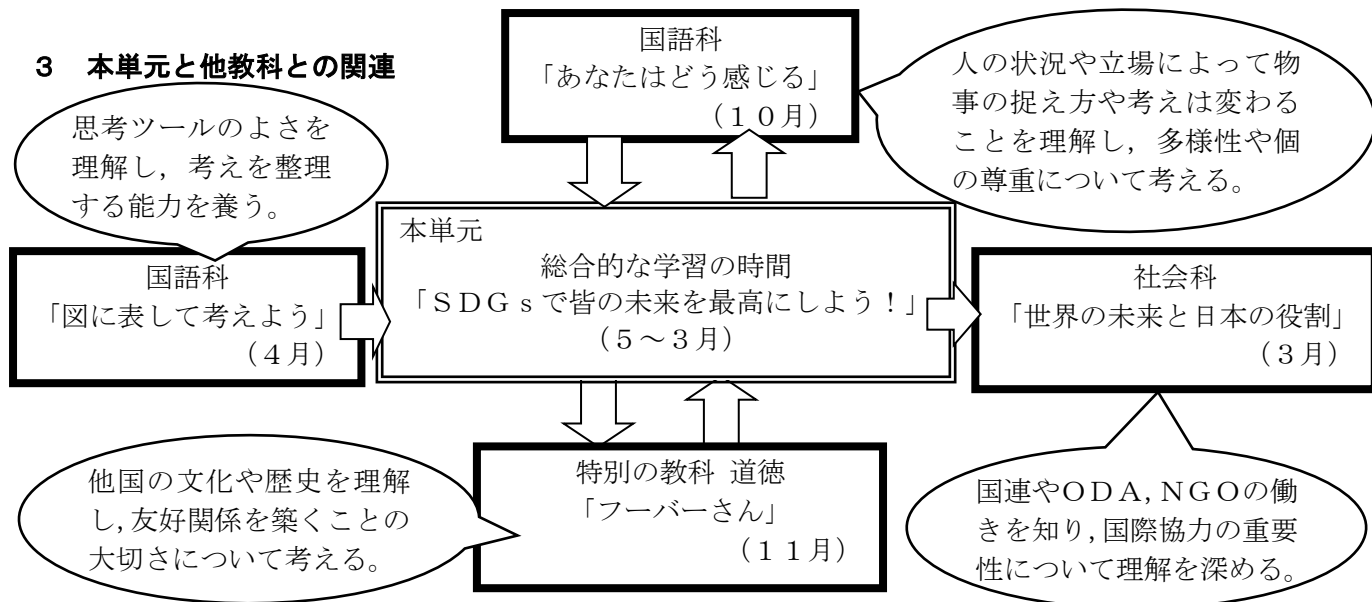 ３　本単元と他教科との関連
国語科
「あなたはどう感じる」
（１０月）
人の状況や立場によって物
事の捉え方や考えは変わる
ことを理解し，多様性や個
の尊重について考える。
思考ツールのよさを
理解し，考えを整理
する能力を養う。
国語科
「図に表して考えよう」
（４月）
本単元
総合的な学習の時間
「ＳＤＧｓで皆の未来を最高にしよう！」
（５～３月）
社会科
「世界の未来と日本の役割」
（３月）
他国の文化や歴史を理解
し，友好関係を築くことの
大切さについて考える。
特別の教科 道徳
「フーバーさん」
（１１月）
国連やＯＤＡ，ＮＧＯの働
きを知り，国際協力の重要
性について理解を深める。